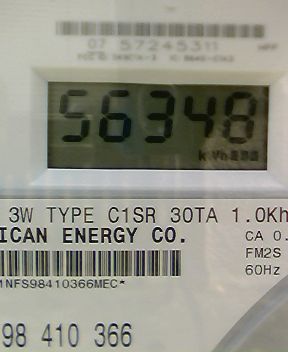 07 57245311
56348
kWh
3W TYPE C1SR 30TA 1.0Kh
ICAN ENERGY CO.
CA 0.
FM2S
60Hz
1NFS98410366MEC*
98 410 366